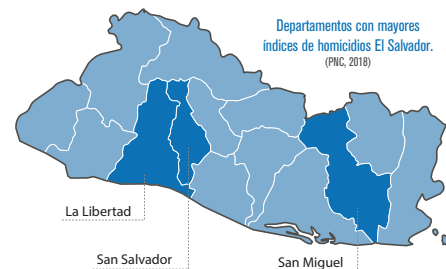 Departamentos con mayores
índices de homicidios El Salvador.
(PNC, 2018)
La Libertad
San Salvador
San Miguel